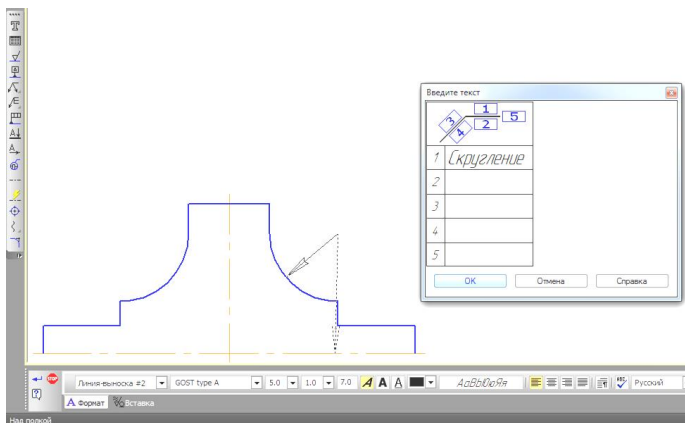 Введите текст
3 1 5
4 2
1 Скругление
2
3
4
5
OK Отмена Справка
Линия-выноска #2 GOST type A 5.0 1.0 7.0 A A A АаВbДдЯя Русский
А Формат Вставка
Над полкой